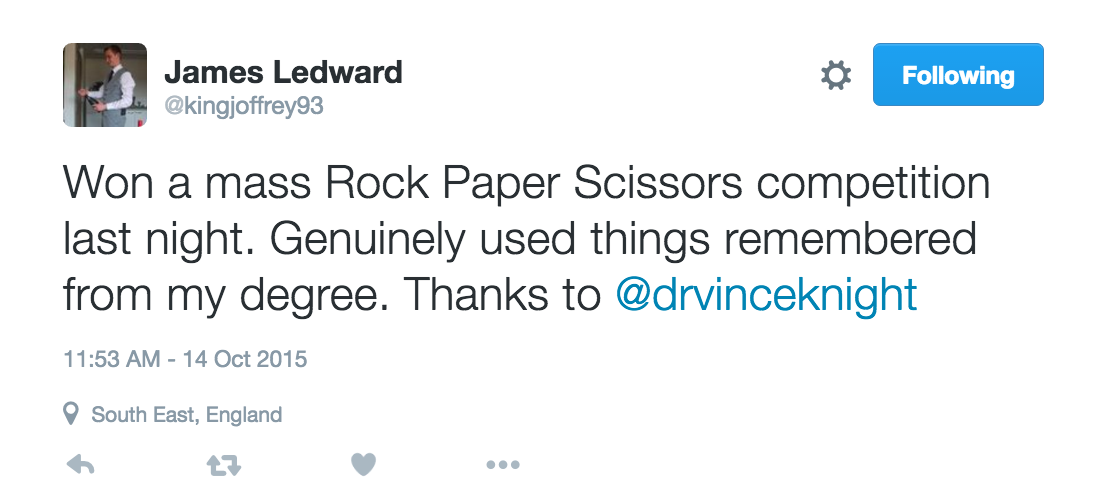 James Ledward
@kingjoffrey93
Following
Won a mass Rock Paper Scissors competition
last night. Genuinely used things remembered
from my degree. Thanks to @drvinceknight
11:53 AM - 14 Oct 2015
South East, England